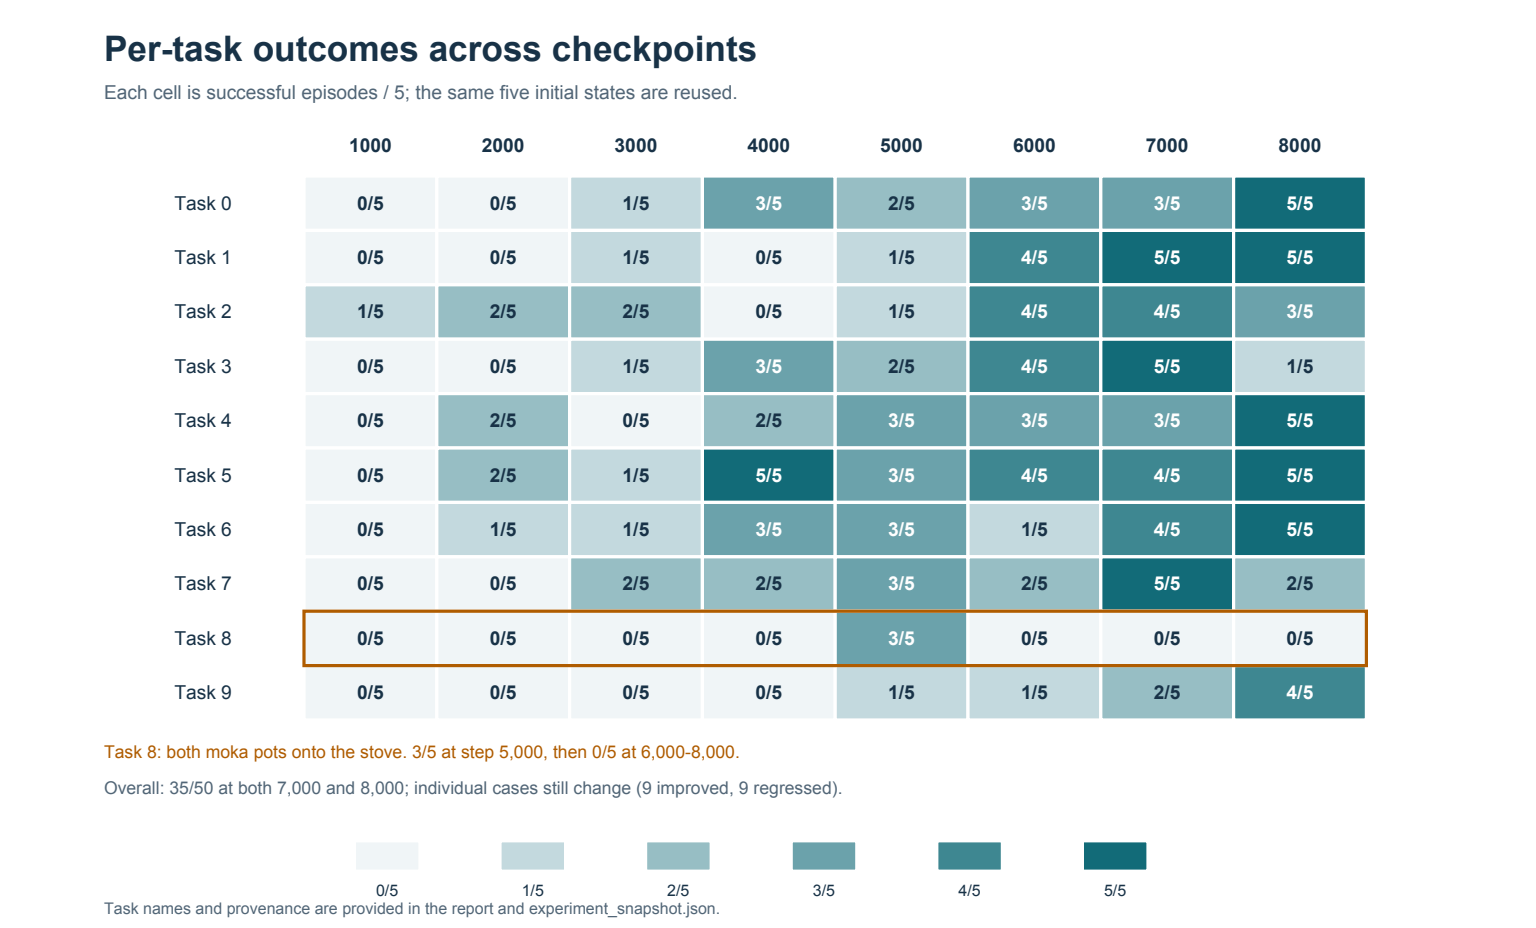 Per-task outcomes across checkpoints
Each cell is successful episodes / 5; the same five initial states are reused.
1000 2000 3000 4000 5000 6000 7000 8000
Task 0 0/5 0/5 1/5 3/5 2/5 3/5 3/5 5/5
Task 1 0/5 0/5 1/5 0/5 1/5 4/5 5/5 5/5
Task 2 1/5 2/5 2/5 0/5 1/5 4/5 4/5 3/5
Task 3 0/5 0/5 1/5 3/5 2/5 4/5 5/5 1/5
Task 4 0/5 2/5 0/5 2/5 3/5 3/5 3/5 5/5
Task 5 0/5 2/5 1/5 5/5 3/5 4/5 4/5 5/5
Task 6 0/5 1/5 1/5 3/5 3/5 1/5 4/5 5/5
Task 7 0/5 0/5 2/5 2/5 3/5 2/5 5/5 2/5
Task 8 0/5 0/5 0/5 0/5 3/5 0/5 0/5 0/5
Task 9 0/5 0/5 0/5 0/5 1/5 1/5 2/5 4/5
Task 8: both moka pots onto the stove. 3/5 at step 5,000, then 0/5 at 6,000-8,000.
Overall: 35/50 at both 7,000 and 8,000; individual cases still change (9 improved, 9 regressed).
0/5 1/5 2/5 3/5 4/5 5/5
Task names and provenance are provided in the report and experiment_snapshot.json.